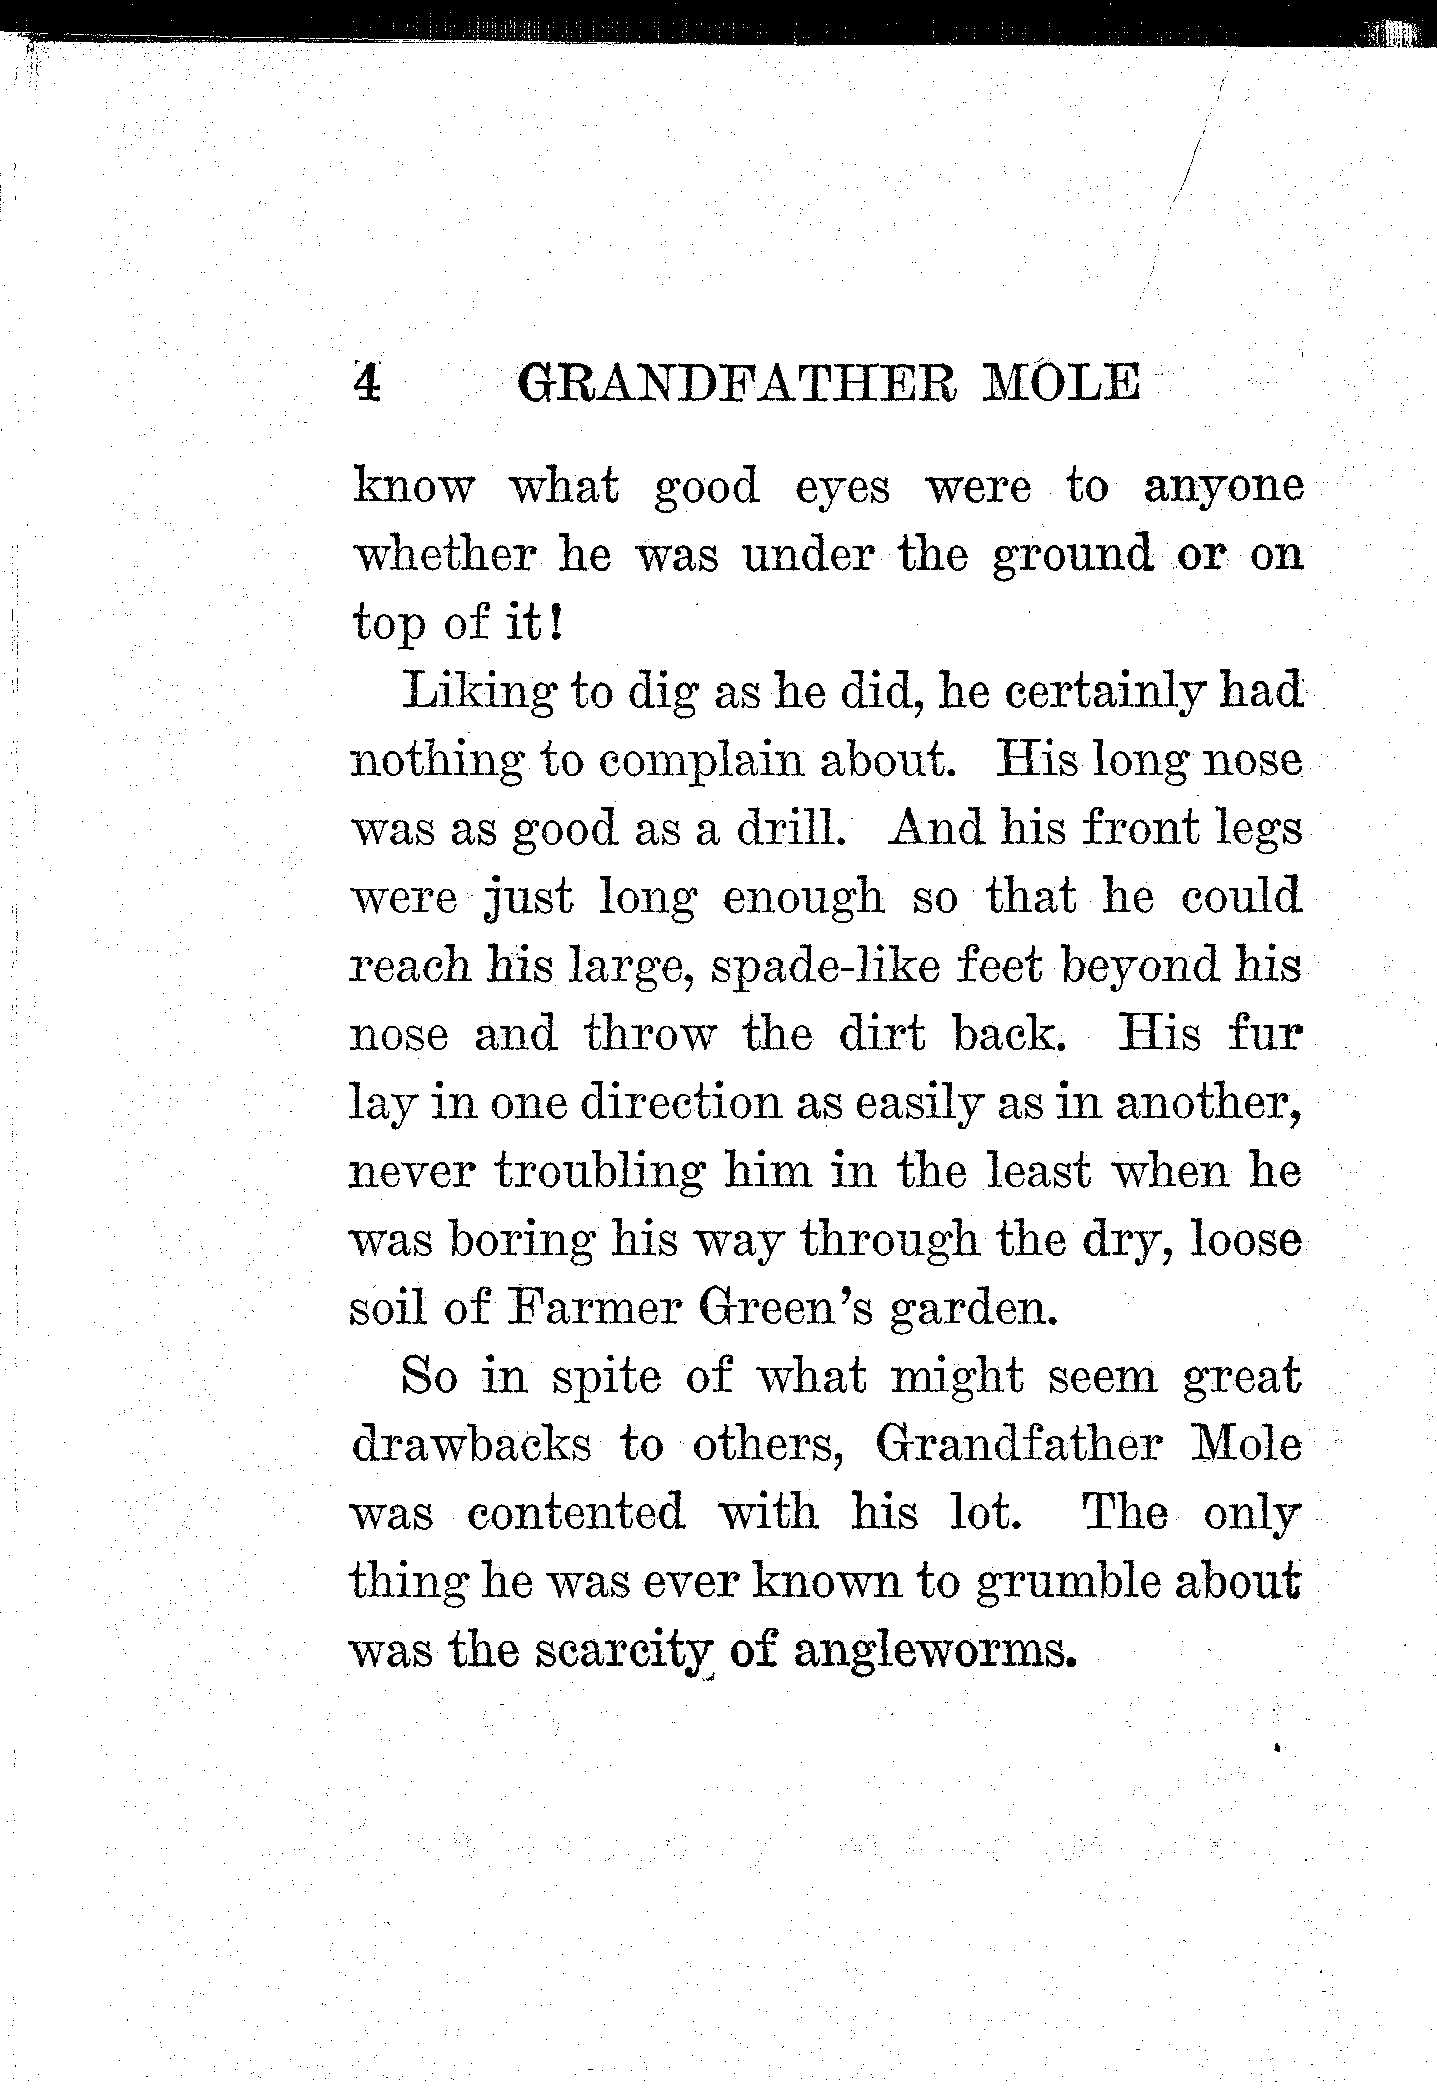 4 GRANDFATHER MOLE
know what good eyes were to anyone
whether he was under the ground or on
top of it!
Liking to dig as he did, he certainly had
nothing to complain about. His long nose
was as good as a drill. And his front legs
were just long enough so that he could
reach his large, spade-like feet beyond his
nose and throw the dirt back. His fur
lay in one direction as easily as in another,
never troubling him in the least when he
was boring his way through the dry, loose
soil of Farmer Green's garden.
So in spite of what might seem great
drawbacks to others, Grandfather Mole
was contented with his lot. The only
thing he was ever known to grumble about
was the scarcity of angleworms.